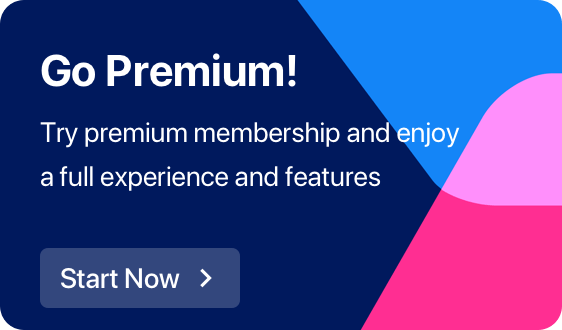 Go Premium!
Try premium membership and enjoy
a full experience and features
Start Now